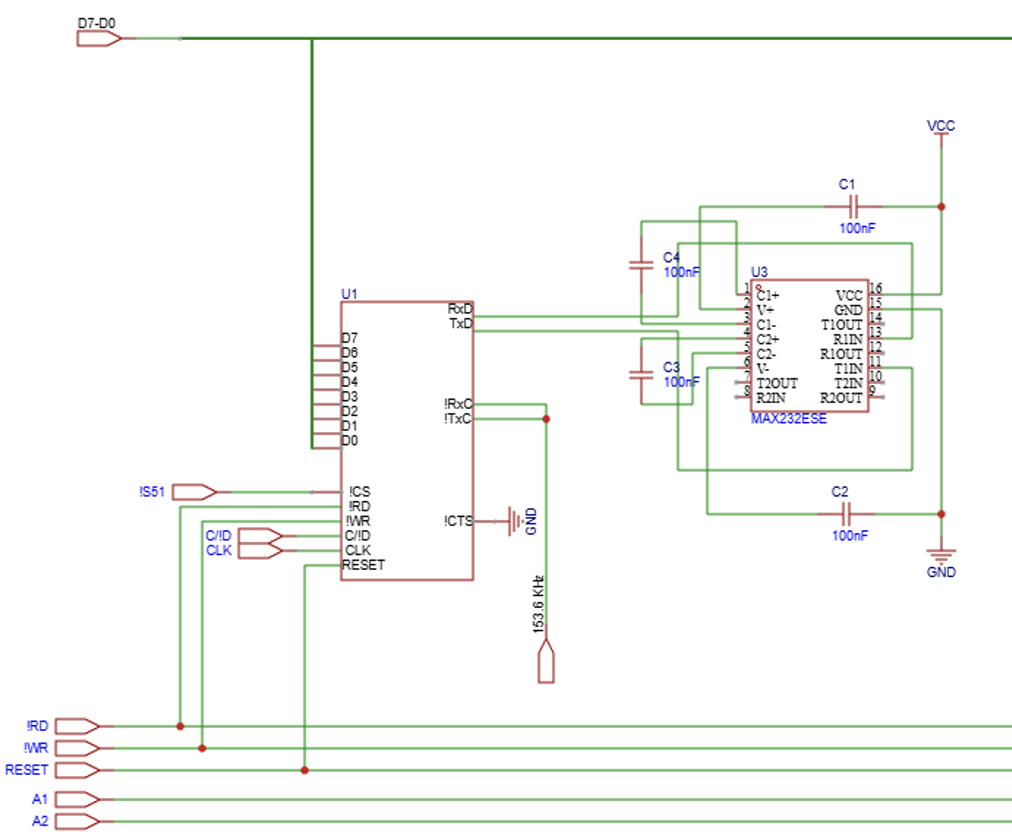 D7-D0
VCC
C1
100nF
C4
100nF
U3
1 C1+ VCC 16
2 V+ GND 15
3 C1- T1OUT 14
4 C2+ R1IN 13
5 C2- R1OUT 12
6 V- T1IN 11
7 T2OUT T2IN 10
8 R2IN R2OUT 9
MAX232ESE
C3
100nF
U1
RxD
TxD
D7
D6
D5
D4
D3
D2
D1
D0
!RxC
!TxC
!S51
!CS
!RD
!WR
C/!D
C/!D
CLK
CLK
RESET
!CTS
GND
C2
100nF
GND
153.6 KHz
!RD
!WR
RESET
A1
A2